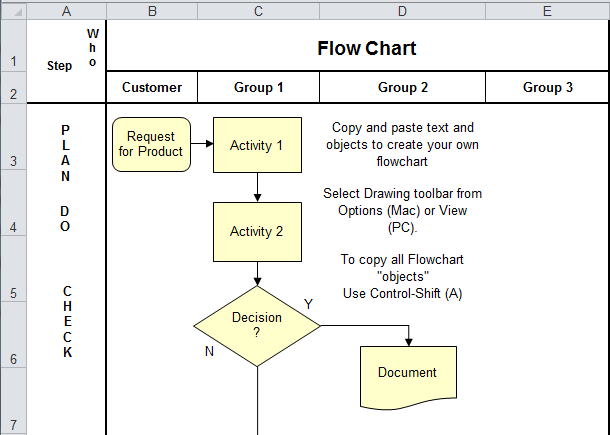 A B C D E
1
Who
Step
Flow Chart
2
Customer Group 1 Group 2 Group 3
3
PLAN
Request
for Product
Activity 1
Copy and paste text and
objects to create your own
flowchart
4
DO
Activity 2
Select Drawing toolbar from
Options (Mac) or View
(PC).
5
CHECK
To copy all Flowchart
"objects"
Use Control-Shift (A)
Decision
?
Y
N
6
Document
7